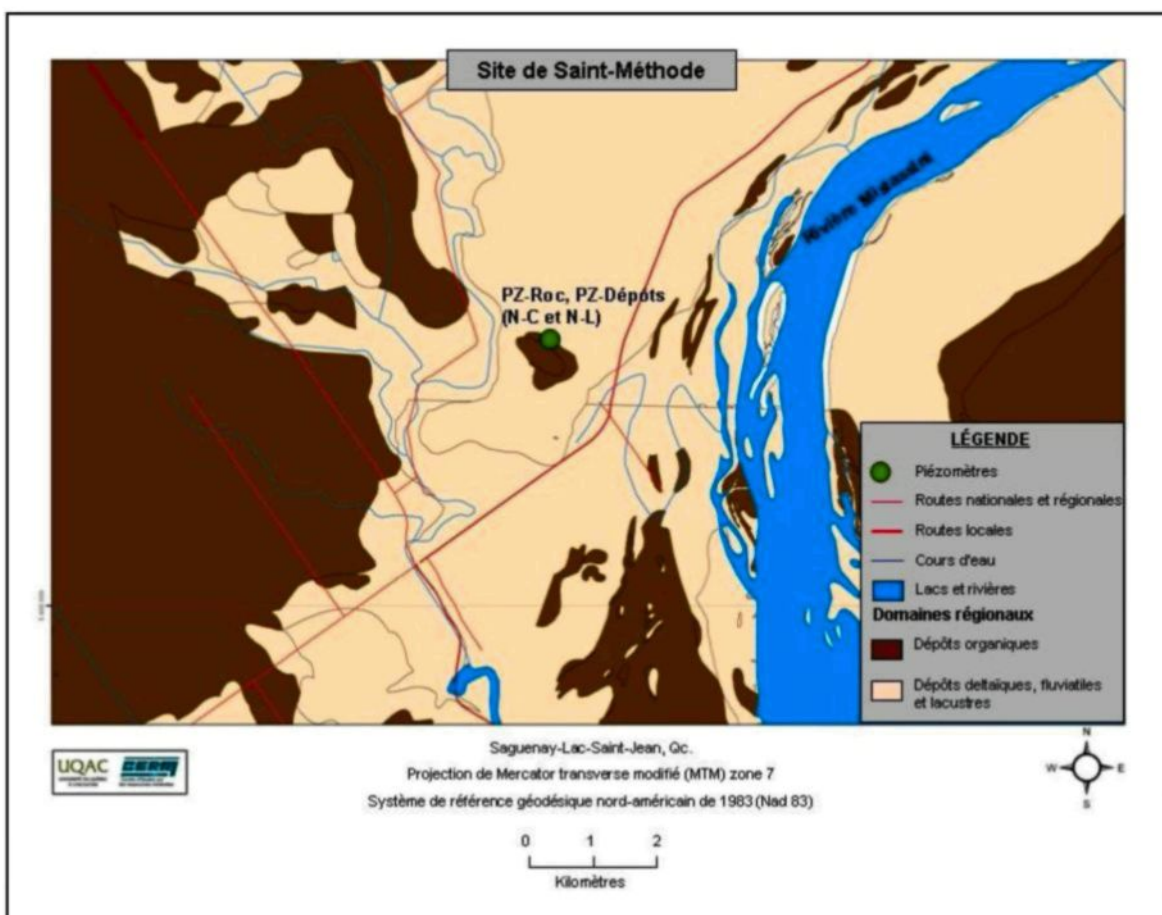 Site de Saint-Méthode
PZ-Roc, PZ-Dépôts
(N-C et N-L)
Rivière
LÉGENDE
Piézomètres
Routes nationales et régionales
Routes locales
Cours d'eau
Lacs et rivières
Domaines régionaux
Dépôts organiques
Dépôts deltaïques, fluviatiles
et lacustres
N
W E
S
UQAC
Saguenay-Lac-Saint-Jean, Qc.
Projection de Mercator transverse modifié (MTM) zone 7
Système de référence géodésique nord-américain de 1983 (Nad 83)
0 1 2
Kilomètres